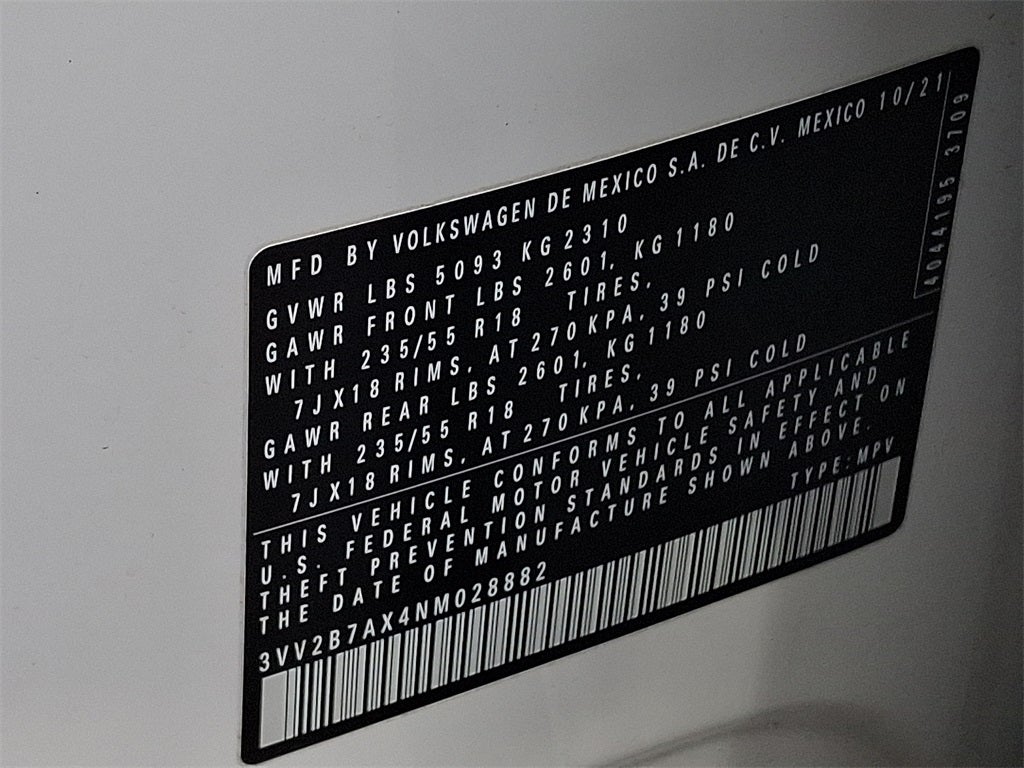 MFD BY VOLKSWAGEN DE MEXICO S.A. DE C.V. MEXICO 10/21
GVWR LBS 5093 KG 2310
GAWR FRONT LBS 2601, KG 1180
WITH 235/55 R18 TIRES,
7JX18 RIMS, AT 270 KPA, 39 PSI COLD
GAWR REAR LBS 2601, KG 1180
WITH 235/55 R18 TIRES,
7JX18 RIMS, AT 270 KPA, 39 PSI COLD
THIS VEHICLE CONFORMS TO ALL APPLICABLE
U.S. FEDERAL MOTOR VEHICLE SAFETY AND
THEFT PREVENTION STANDARDS IN EFFECT ON
THE DATE OF MANUFACTURE SHOWN ABOVE.
3VV2B7AX4NM028882 TYPE: MPV
4044195 3709